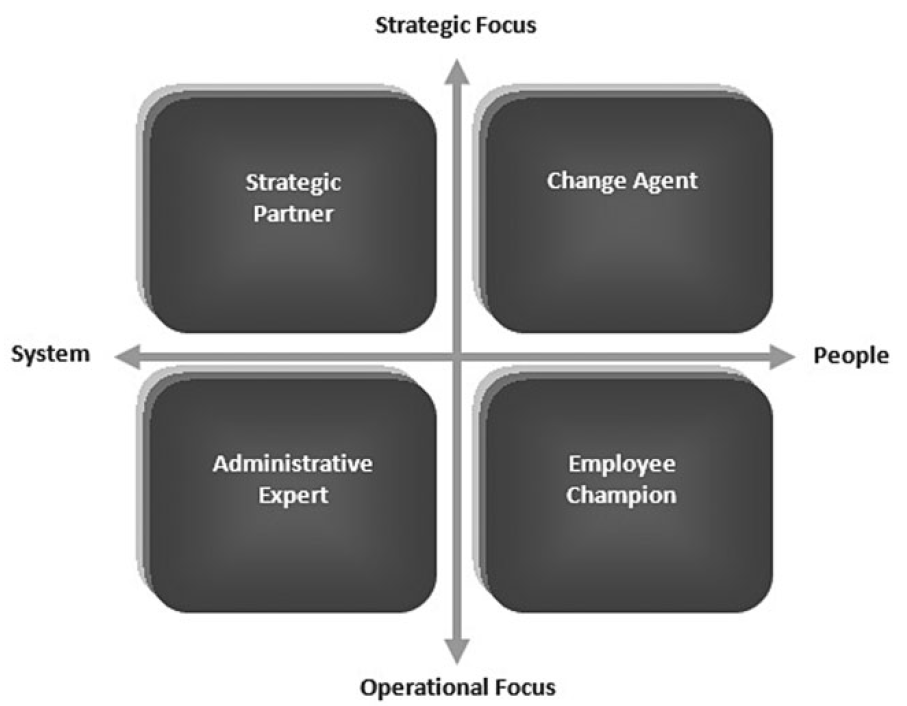 Strategic Focus
Strategic
Partner
Change Agent
System
People
Administrative
Expert
Employee
Champion
Operational Focus